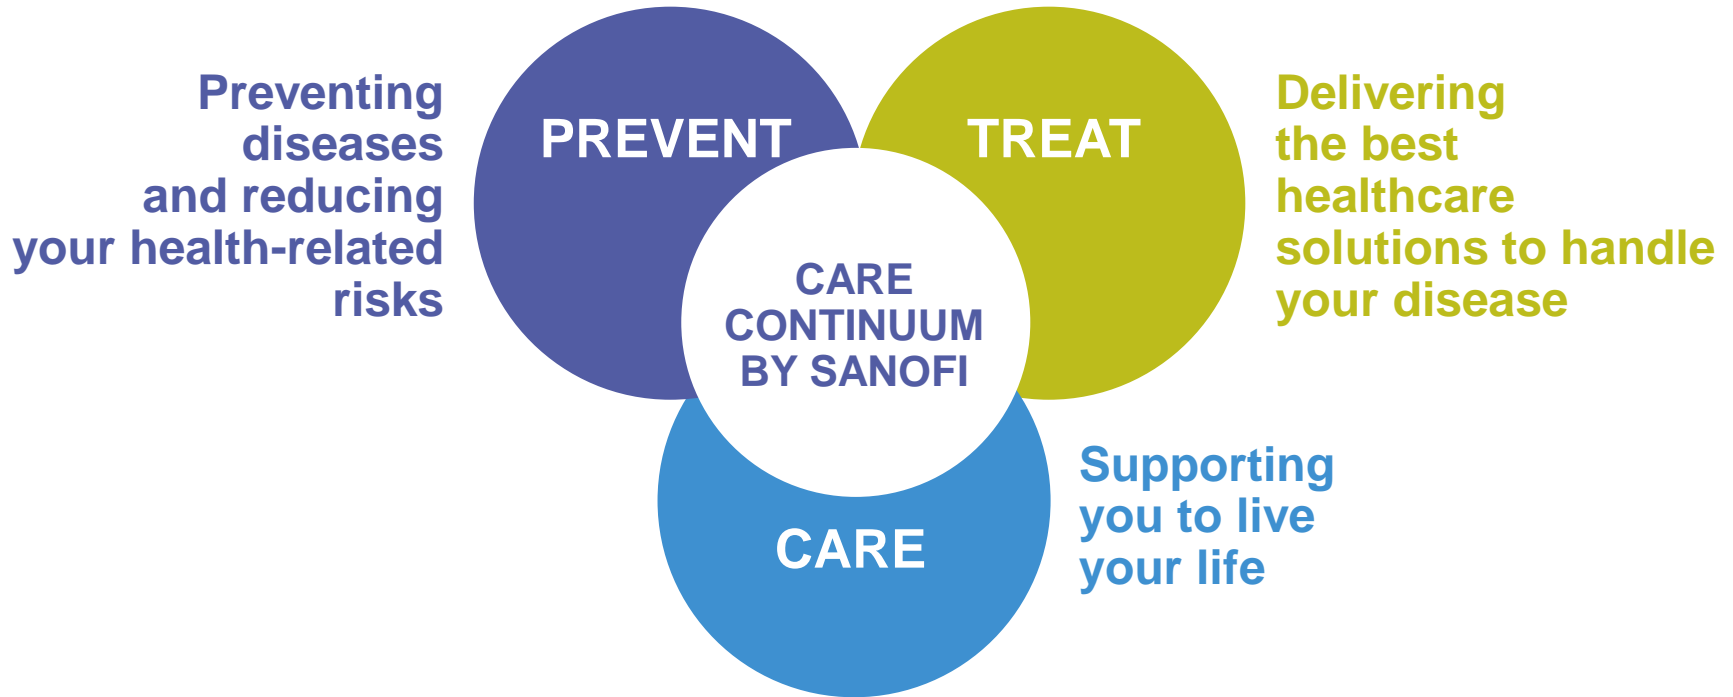 Preventing
diseases
and reducing
your health-related
risks
PREVENT
TREAT
Delivering
the best
healthcare
solutions to handle
your disease
CARE
CONTINUUM
BY SANOFI
CARE
Supporting
you to live
your life